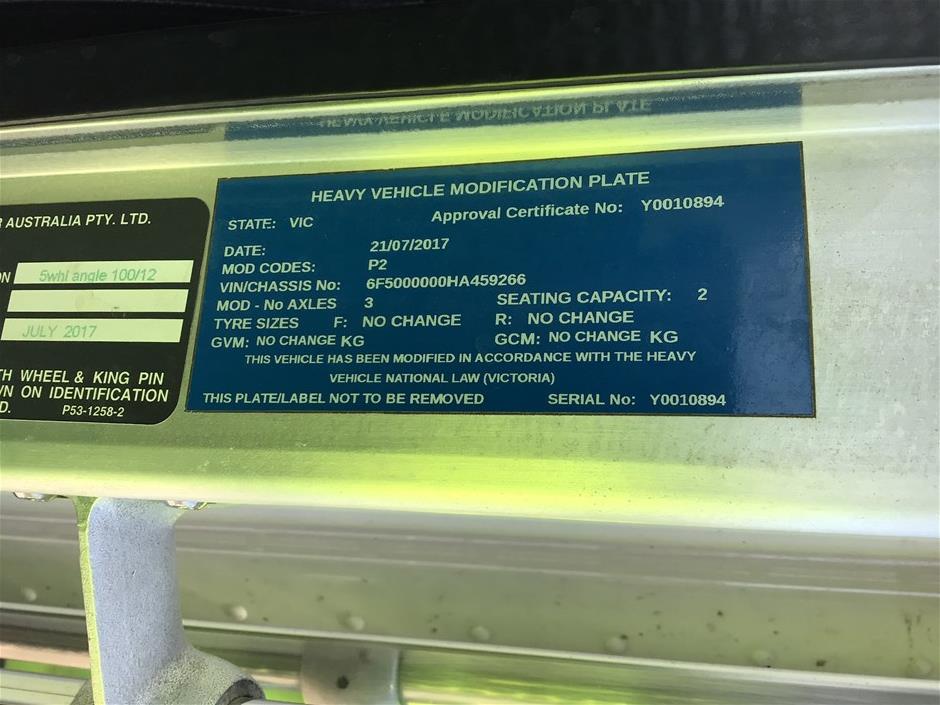 AUSTRALIA PTY. LTD.
5whl angle 100/12
JULY 2017
WHEEL & KING PIN
ON IDENTIFICATION
P53-1258-2
HEAVY VEHICLE MODIFICATION PLATE
STATE: VIC Approval Certificate No: Y0010894
DATE: 21/07/2017
MOD CODES: P2
VIN/CHASSIS No: 6F5000000HA459266
MOD - No AXLES 3 SEATING CAPACITY: 2
TYRE SIZES F: NO CHANGE R: NO CHANGE
GVM: NO CHANGE KG GCM: NO CHANGE KG
THIS VEHICLE HAS BEEN MODIFIED IN ACCORDANCE WITH THE HEAVY
VEHICLE NATIONAL LAW (VICTORIA)
THIS PLATE/LABEL NOT TO BE REMOVED SERIAL No: Y0010894